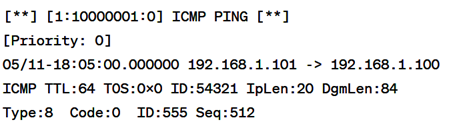 [**] [1:10000001:0] ICMP PING [**]
[Priority: 0]
05/11-18:05:00.000000 192.168.1.101 -> 192.168.1.100
ICMP TTL:64 TOS:0×0 ID:54321 IpLen:20 DgmLen:84
Type:8 Code:0 ID:555 Seq:512